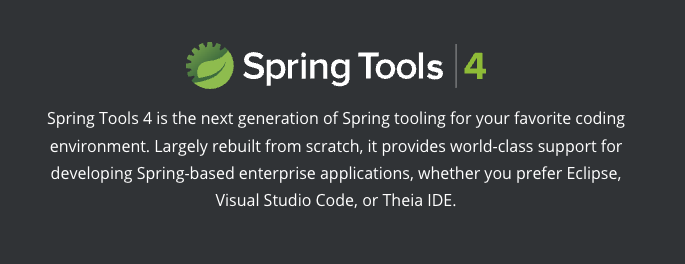 Spring Tools 4
Spring Tools 4 is the next generation of Spring tooling for your favorite coding
environment. Largely rebuilt from scratch, it provides world-class support for
developing Spring-based enterprise applications, whether you prefer Eclipse,
Visual Studio Code, or Theia IDE.